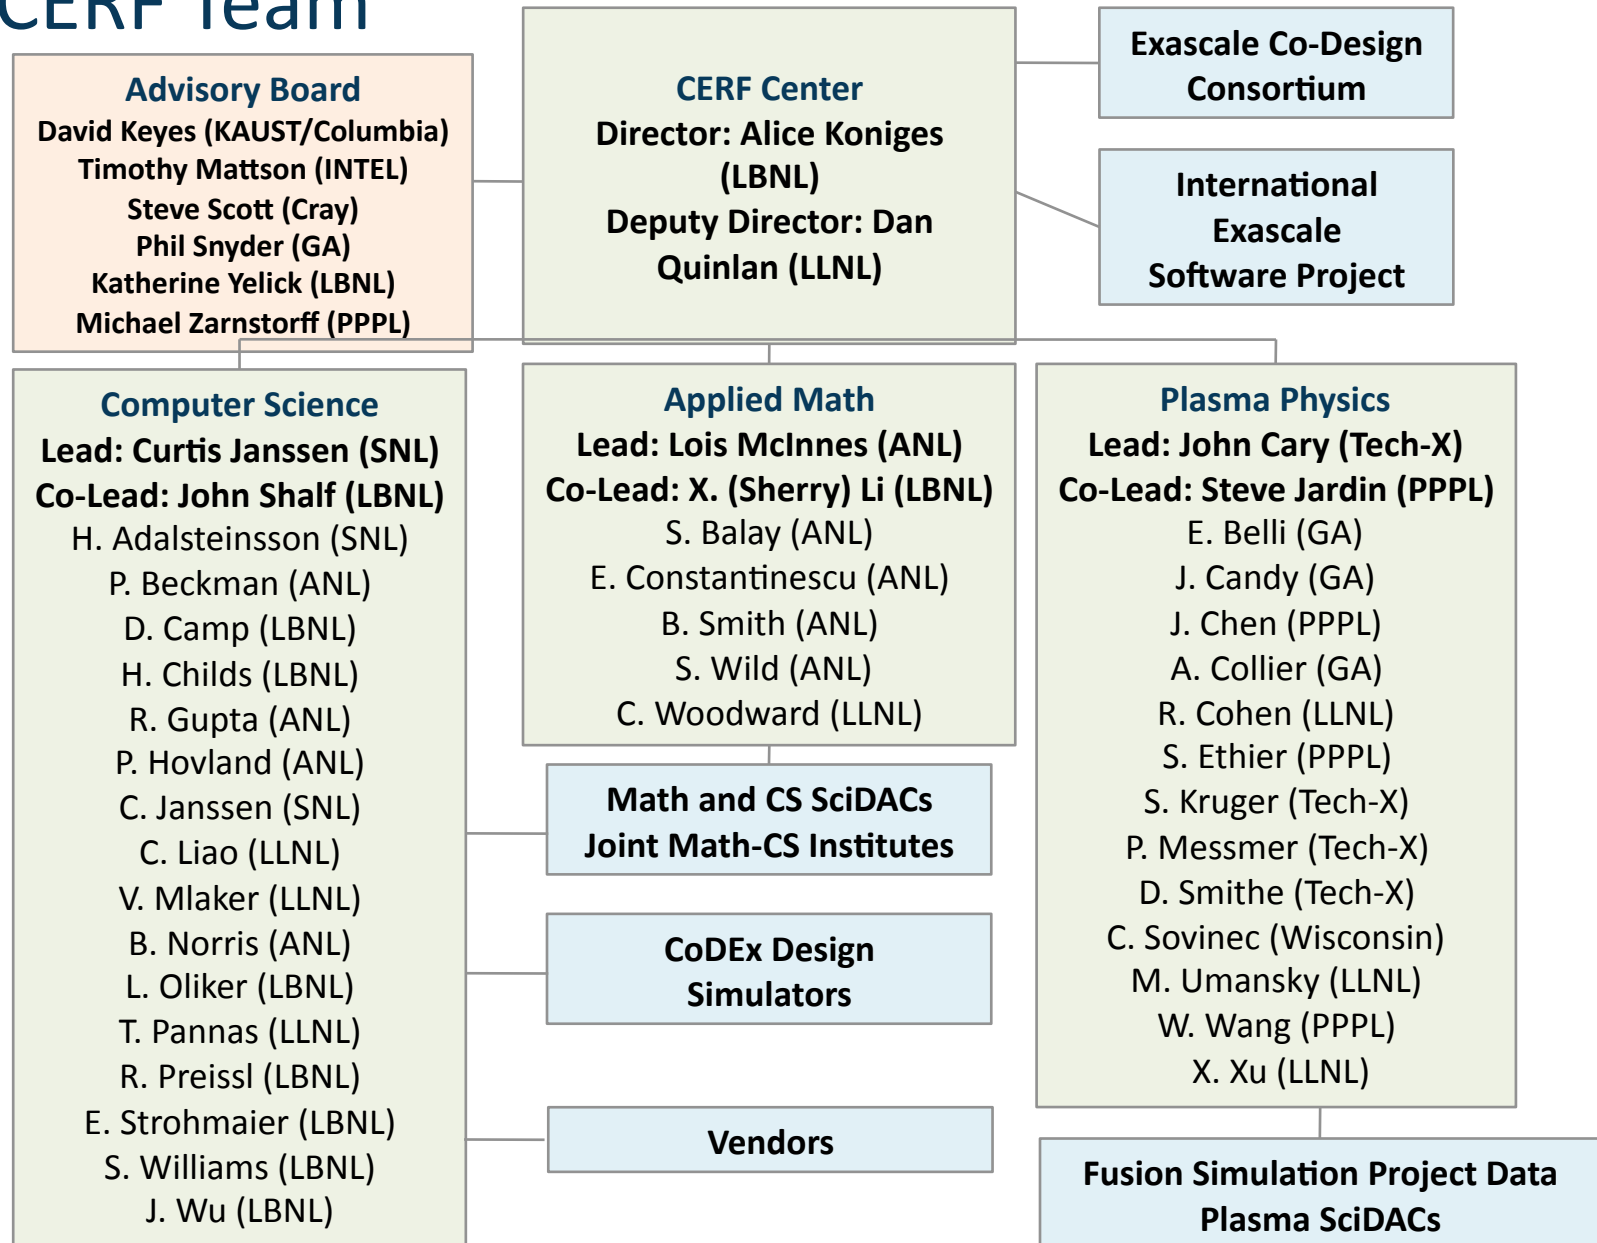 CERF Team
Advisory Board
David Keyes (KAUST/Columbia)
Timothy Mattson (INTEL)
Steve Scott (Cray)
Phil Snyder (GA)
Katherine Yelick (LBNL)
Michael Zarnstorff (PPPL)
CERF Center
Director: Alice Koniges
(LBNL)
Deputy Director: Dan
Quinlan (LLNL)
Exascale Co-Design
Consortium
International
Exascale
Software Project
Computer Science
Lead: Curtis Janssen (SNL)
Co-Lead: John Shalf (LBNL)
H. Adalsteinsson (SNL)
P. Beckman (ANL)
D. Camp (LBNL)
H. Childs (LBNL)
R. Gupta (ANL)
P. Hovland (ANL)
C. Janssen (SNL)
C. Liao (LLNL)
V. Mlaker (LLNL)
B. Norris (ANL)
L. Oliker (LBNL)
T. Pannas (LLNL)
R. Preissl (LBNL)
E. Strohmaier (LBNL)
S. Williams (LBNL)
J. Wu (LBNL)
Applied Math
Lead: Lois McInnes (ANL)
Co-Lead: X. (Sherry) Li (LBNL)
S. Balay (ANL)
E. Constantinescu (ANL)
B. Smith (ANL)
S. Wild (ANL)
C. Woodward (LLNL)
Math and CS SciDACs
Joint Math-CS Institutes
CoDEx Design
Simulators
Vendors
Plasma Physics
Lead: John Cary (Tech-X)
Co-Lead: Steve Jardin (PPPL)
E. Belli (GA)
J. Candy (GA)
J. Chen (PPPL)
A. Collier (GA)
R. Cohen (LLNL)
S. Ethier (PPPL)
S. Kruger (Tech-X)
P. Messmer (Tech-X)
D. Smithe (Tech-X)
C. Sovinec (Wisconsin)
M. Umansky (LLNL)
W. Wang (PPPL)
X. Xu (LLNL)
Fusion Simulation Project Data
Plasma SciDACs